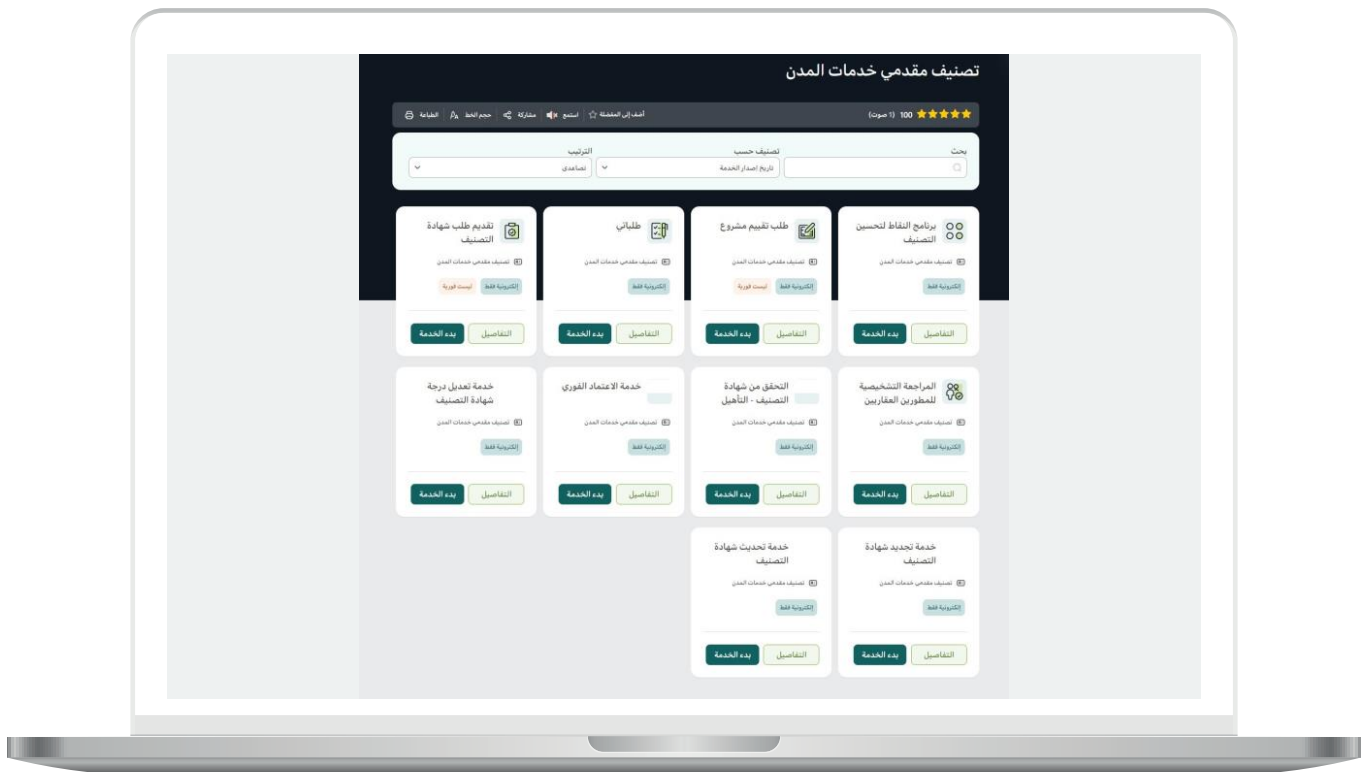 تصنيف مقدمي خدمات المدن
100 (1 صوت)
أضف إلى المفضلة
استمع
مشاركة
حجم الخط
الطباعة
بحث
تصنيف حسب
الترتيب
تاريخ إصدار الخدمة
تصاعدي
برنامج النقاط لتحسين
التصنيف
تصنيف مقدمي خدمات المدن
إلكترونية فقط
التفاصيل
بدء الخدمة
طلب تقييم مشروع
تصنيف مقدمي خدمات المدن
إلكترونية فقط
ليست فورية
التفاصيل
بدء الخدمة
طلباتي
تصنيف مقدمي خدمات المدن
إلكترونية فقط
التفاصيل
بدء الخدمة
تقديم طلب شهادة
التصنيف
تصنيف مقدمي خدمات المدن
إلكترونية فقط
ليست فورية
التفاصيل
بدء الخدمة
المراجعة التشخيصية
للمطورين العقاريين
تصنيف مقدمي خدمات المدن
إلكترونية فقط
التفاصيل
بدء الخدمة
التحقق من شهادة
التصنيف - التأهيل
تصنيف مقدمي خدمات المدن
إلكترونية فقط
التفاصيل
بدء الخدمة
خدمة الاعتماد الفوري
تصنيف مقدمي خدمات المدن
إلكترونية فقط
التفاصيل
بدء الخدمة
خدمة تعديل درجة
شهادة التصنيف
تصنيف مقدمي خدمات المدن
إلكترونية فقط
التفاصيل
بدء الخدمة
خدمة تجديد شهادة
التصنيف
تصنيف مقدمي خدمات المدن
إلكترونية فقط
التفاصيل
بدء الخدمة
خدمة تحديث شهادة
التصنيف
تصنيف مقدمي خدمات المدن
إلكترونية فقط
التفاصيل
بدء الخدمة